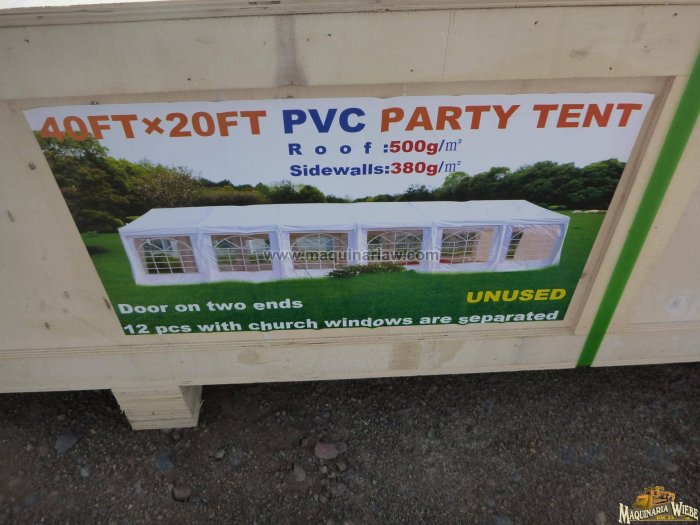 40FT×20FT PVC PARTY TENT
Roof:500g/㎡
Sidewalls:380g/㎡
www.maquinariaw.com
UNUSED
Door on two ends
12 pcs with church windows are separated
MAQUINARIA WIEBE